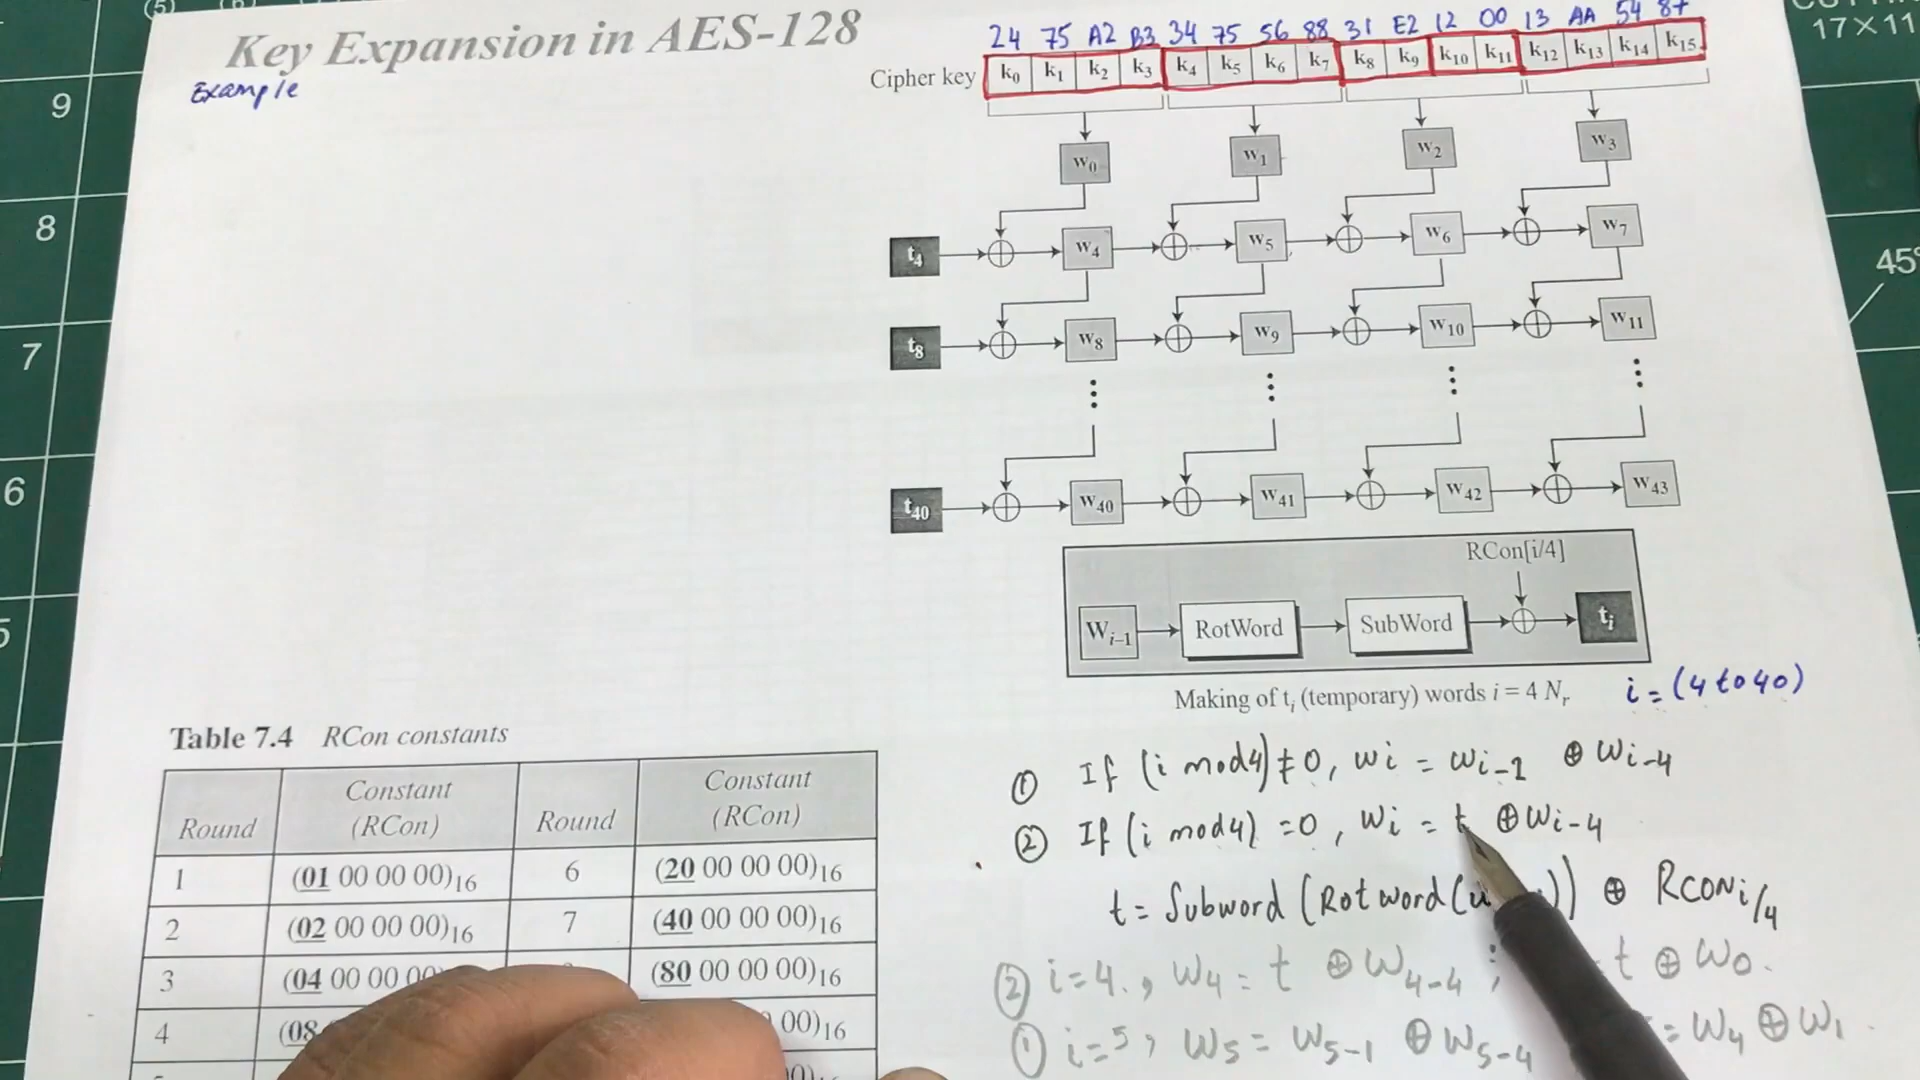 Key Expansion in AES-128
Example
24 75 A2 B3 34 75 56 88 31 E2 12 00 13 AA 54 87
Cipher key k0 k1 k2 k3 k4 k5 k6 k7 k8 k9 k10 k11 k12 k13 k14 k15
w0 w1 w2 w3
t4 w4 w5 w6 w7
t8 w8 w9 w10 w11
t40 w40 w41 w42 w43
RCon[i/4]
Wi–1 RotWord SubWord ti
Making of ti (temporary) words i = 4 Nr
i = (4 to 40)
① If (i mod4) ≠ 0, wi = wi-1 ⊕ wi-4
② If (i mod4) = 0, wi = t ⊕ wi-4
t = Subword (Rotword( )) ⊕ RCONi/4
② i=4, W4 = t ⊕ W4-4 ; t ⊕ W0.
① i=5, W5 = W5-1 ⊕ W5-4 = W4 ⊕ W1.
Table 7.4 RCon constants
Round Constant (RCon) Round Constant (RCon)
1 (01 00 00 00)16 6 (20 00 00 00)16
2 (02 00 00 00)16 7 (40 00 00 00)16
3 (04 00 00 00 (80 00 00 00)16
4 (08 00)16
9
8
7
6
5
17 X 11
45°